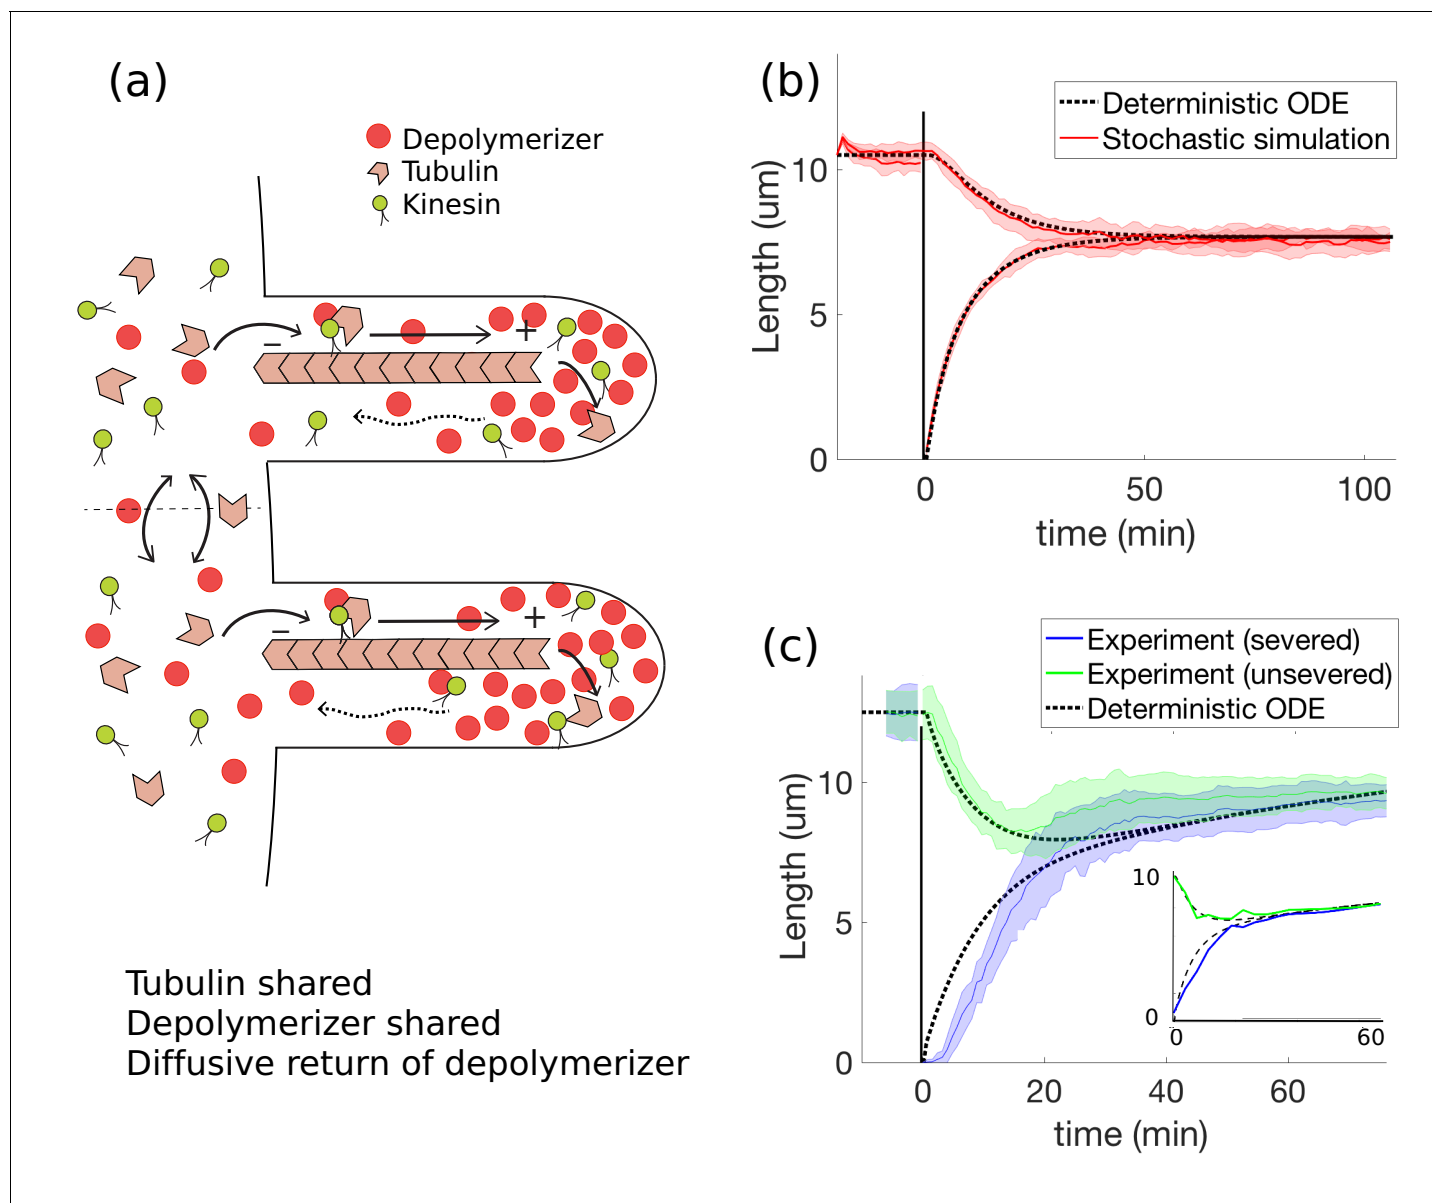 (a)
Depolymerizer
Tubulin
Kinesin
− +
− +
Tubulin shared
Depolymerizer shared
Diffusive return of depolymerizer
(b)
Deterministic ODE
Stochastic simulation
Length (um)
10
5
0
0 50 100
time (min)
(c)
Experiment (severed)
Experiment (unsevered)
Deterministic ODE
Length (um)
10
5
0
10
0
0 60
0 20 40 60
time (min)